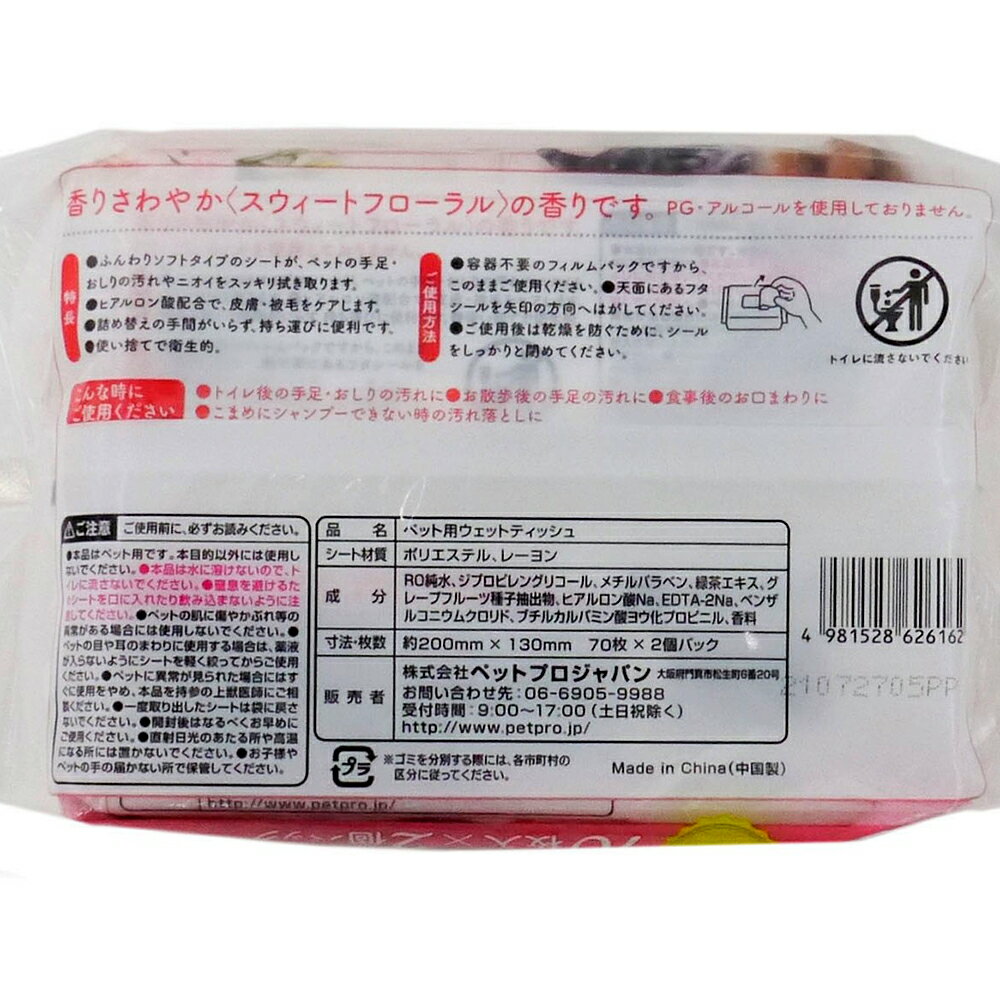 香りさわやか〈スウィートフローラル〉の香りです。PG・アルコールを使用しておりません。
特長
●ふんわりソフトタイプのシートが、ペットの手足・
おしりの汚れやニオイをスッキリ拭き取ります。
●ヒアルロン酸配合で、皮膚・被毛をケアします。
●詰め替えの手間がいらず、持ち運びに便利です。
●使い捨てで衛生的。
ご使用方法
●容器不要のフィルムパックですから、
このままご使用ください。●天面にあるフタ
シールを矢印の方向へはがしてください。
●ご使用後は乾燥を防ぐために、シール
をしっかりと閉めてください。
トイレに流さないでください
こんな時に
ご使用ください
●トイレ後の手足・おしりの汚れに●お散歩後の手足の汚れに●食事後のお口まわりに
●こまめにシャンプーできない時の汚れ落としに
⚠ご注意 ご使用前に、必ずお読みください。
●本品はペット用です。本目的以外には使用し
ないでください。●本品は水に溶けないので、ト
イレに流さないでください。●窒息を避けるた
めシートを口に入れたり飲み込まないように注
意してください。●ペットの肌に傷やかぶれ等の
異常がある場合には使用しないでください。●
ペットの目や耳のまわりに使用する場合は、薬液
が入らないようにシートを軽く絞ってからご使用
ください。●ペットに異常が見られた場合にはす
ぐに使用をやめ、本品を持参の上獣医師にご相
談ください。●一度取り出したシートは袋に戻さ
ないでください。●開封後はなるべくお早めに
ご使用ください。●直射日光のあたる所や高温
になる所には置かないでください。●お子様や
ペットの手の届かない所で保管してください。
品名 ペット用ウェットティッシュ
シート材質 ポリエステル、レーヨン
成分 RO純水、ジプロピレングリコール、メチルパラベン、緑茶エキス、グ
レープフルーツ種子抽出物、ヒアルロン酸Na、EDTA-2Na、ベンザ
ルコニウムクロリド、ブチルカルバミン酸ヨウ化プロピニル、香料
寸法・枚数 約200mm×130mm 70枚×2個パック
販売者 株式会社ペットプロジャパン 大阪府門真市松生町6番20号
お問い合わせ先:06-6905-9988
受付時間:9:00〜17:00(土日祝除く)
http://www.petpro.jp/
プラ
※ゴミを分別する際には、各市町村の
区分に従ってください。
Made in China(中国製)
4 981528 626162
21072705PP
http://www.petpro.jp/
70枚入×2個パック